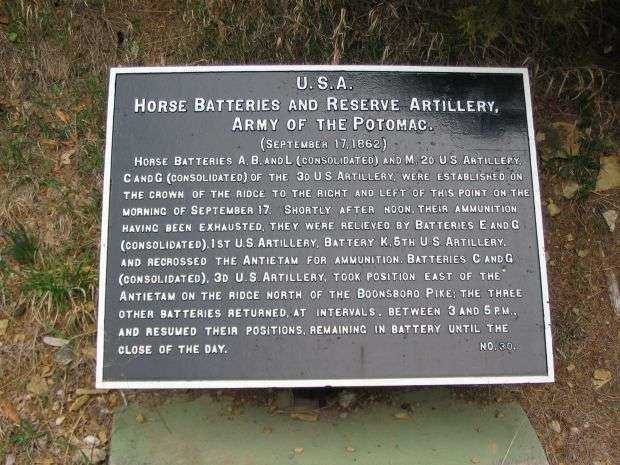 U.S.A.
HORSE BATTERIES AND RESERVE ARTILLERY,
ARMY OF THE POTOMAC.
(SEPTEMBER 17, 1862)
HORSE BATTERIES A, B, AND L (CONSOLIDATED) AND M, 2D U.S. ARTILLERY,
C AND G (CONSOLIDATED) OF THE 3D U.S. ARTILLERY, WERE ESTABLISHED ON
THE CROWN OF THE RIDGE TO THE RIGHT AND LEFT OF THIS POINT ON THE
MORNING OF SEPTEMBER 17. SHORTLY AFTER NOON, THEIR AMMUNITION
HAVING BEEN EXHAUSTED, THEY WERE RELIEVED BY BATTERIES E AND G
(CONSOLIDATED), 1ST U.S. ARTILLERY, BATTERY K, 5TH U.S. ARTILLERY,
AND RECROSSED THE ANTIETAM FOR AMMUNITION. BATTERIES C AND G
(CONSOLIDATED), 3D U.S. ARTILLERY, TOOK POSITION EAST OF THE
ANTIETAM ON THE RIDGE NORTH OF THE BOONSBORO PIKE; THE THREE
OTHER BATTERIES RETURNED, AT INTERVALS, BETWEEN 3 AND 5 P.M.,
AND RESUMED THEIR POSITIONS, REMAINING IN BATTERY UNTIL THE
CLOSE OF THE DAY. NO. 30.